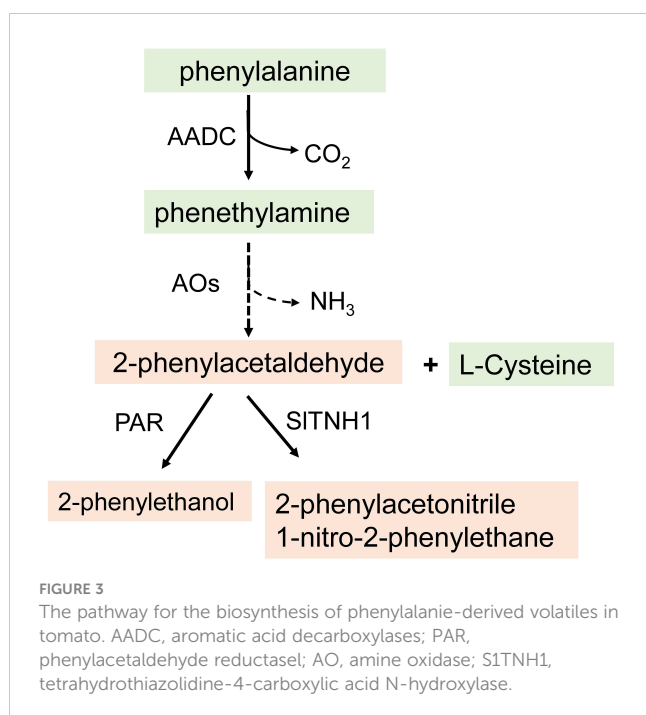 phenylalanine
AADC
CO₂
phenethylamine
AOs
NH₃
2-phenylacetaldehyde + L-Cysteine
PAR
SlTNH1
2-phenylethanol
2-phenylacetonitrile
1-nitro-2-phenylethane
FIGURE 3
The pathway for the biosynthesis of phenylalanie-derived volatiles in
tomato. AADC, aromatic acid decarboxylases; PAR,
phenylacetaldehyde reductasel; AO, amine oxidase; S1TNH1,
tetrahydrothiazolidine-4-carboxylic acid N-hydroxylase.